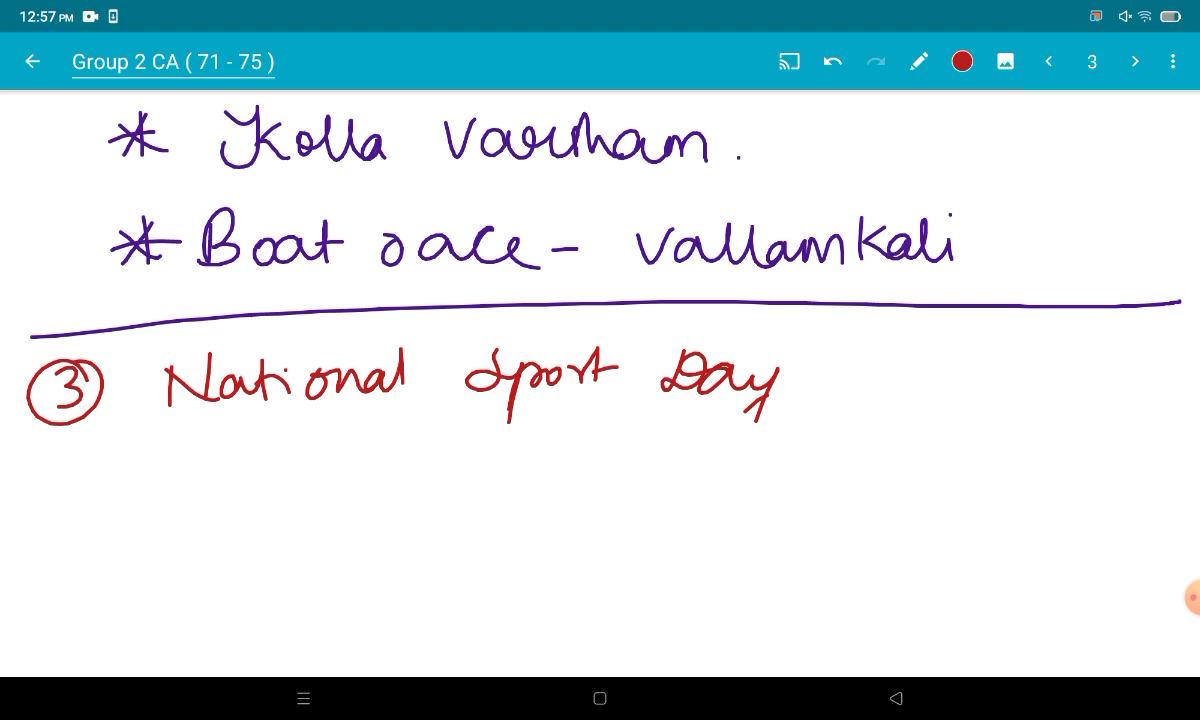 12:57 PM
Group 2 CA ( 71 - 75 )
3
* Kolla Varsham.
* Boat race - Vallamkali
③ National Sport Day